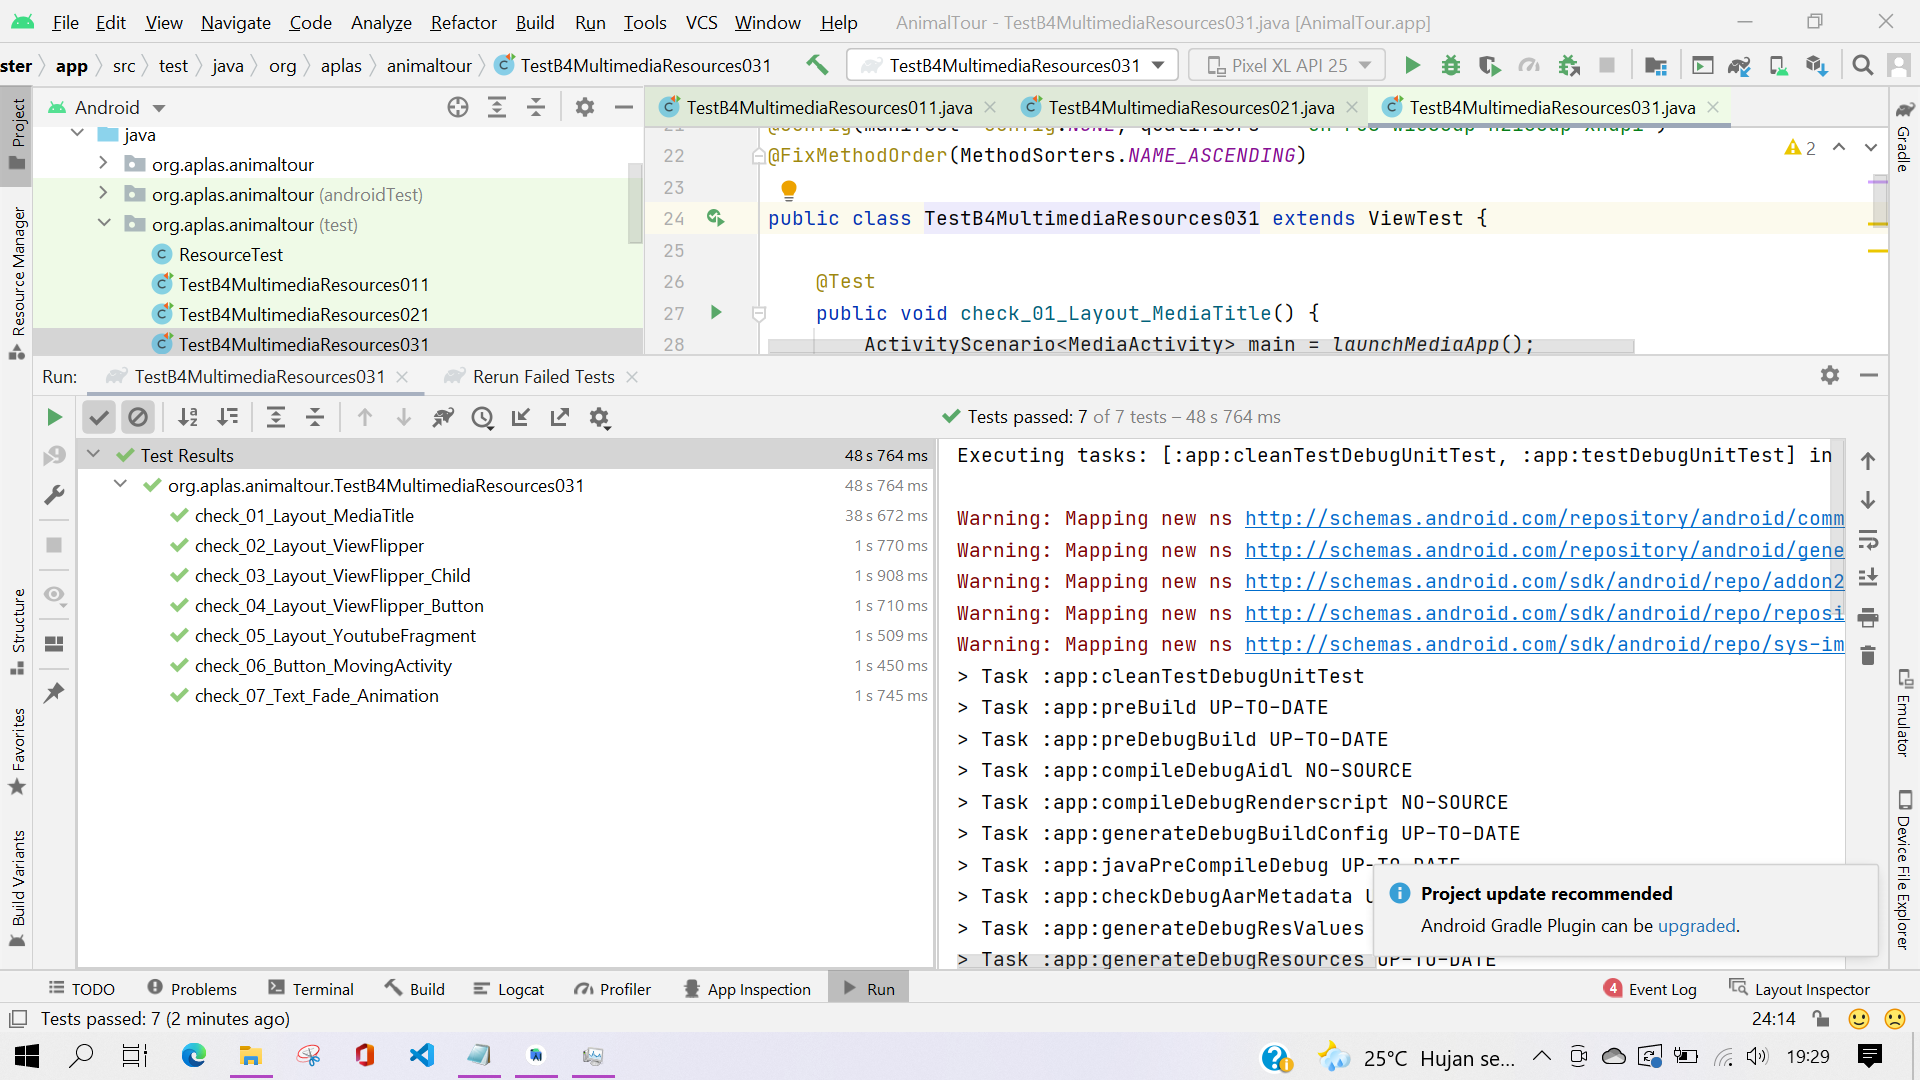 File Edit View Navigate Code Analyze Refactor Build Run Tools VCS Window Help AnimalTour - TestB4MultimediaResources031.java [AnimalTour.app]
ster app src test java org aplas animaltour TestB4MultimediaResources031 TestB4MultimediaResources031 Pixel XL API 25
Android TestB4MultimediaResources011.java TestB4MultimediaResources021.java TestB4MultimediaResources031.java
java
org.aplas.animaltour
org.aplas.animaltour (androidTest)
org.aplas.animaltour (test)
ResourceTest
TestB4MultimediaResources011
TestB4MultimediaResources021
TestB4MultimediaResources031
22 @FixMethodOrder(MethodSorters.NAME_ASCENDING)
2
23
24 public class TestB4MultimediaResources031 extends ViewTest {
25
26 @Test
27 public void check_01_Layout_MediaTitle() {
28 ActivityScenario<MediaActivity> main = launchMediaApp();
Run: TestB4MultimediaResources031 Rerun Failed Tests
Tests passed: 7 of 7 tests – 48 s 764 ms
Test Results 48 s 764 ms
org.aplas.animaltour.TestB4MultimediaResources031 48 s 764 ms
check_01_Layout_MediaTitle 38 s 672 ms
check_02_Layout_ViewFlipper 1 s 770 ms
check_03_Layout_ViewFlipper_Child 1 s 908 ms
check_04_Layout_ViewFlipper_Button 1 s 710 ms
check_05_Layout_YoutubeFragment 1 s 509 ms
check_06_Button_MovingActivity 1 s 450 ms
check_07_Text_Fade_Animation 1 s 745 ms
Executing tasks: [:app:cleanTestDebugUnitTest, :app:testDebugUnitTest] in
Warning: Mapping new ns http://schemas.android.com/repository/android/comm
Warning: Mapping new ns http://schemas.android.com/repository/android/gene
Warning: Mapping new ns http://schemas.android.com/sdk/android/repo/addon2
Warning: Mapping new ns http://schemas.android.com/sdk/android/repo/reposi
Warning: Mapping new ns http://schemas.android.com/sdk/android/repo/sys-im
> Task :app:cleanTestDebugUnitTest
> Task :app:preBuild UP-TO-DATE
> Task :app:preDebugBuild UP-TO-DATE
> Task :app:compileDebugAidl NO-SOURCE
> Task :app:compileDebugRenderscript NO-SOURCE
> Task :app:generateDebugBuildConfig UP-TO-DATE
> Task :app:javaPreCompileDebug UP-TO-DATE
> Task :app:checkDebugAarMetadata U
> Task :app:generateDebugResValues
> Task :app:generateDebugResources UP-TO-DATE
Project update recommended
Android Gradle Plugin can be upgraded.
Project
Resource Manager
Structure
Favorites
Build Variants
Gradle
Emulator
Device File Explorer
TODO Problems Terminal Build Logcat Profiler App Inspection Run 4 Event Log Layout Inspector
Tests passed: 7 (2 minutes ago) 24:14
25°C Hujan se... 19:29